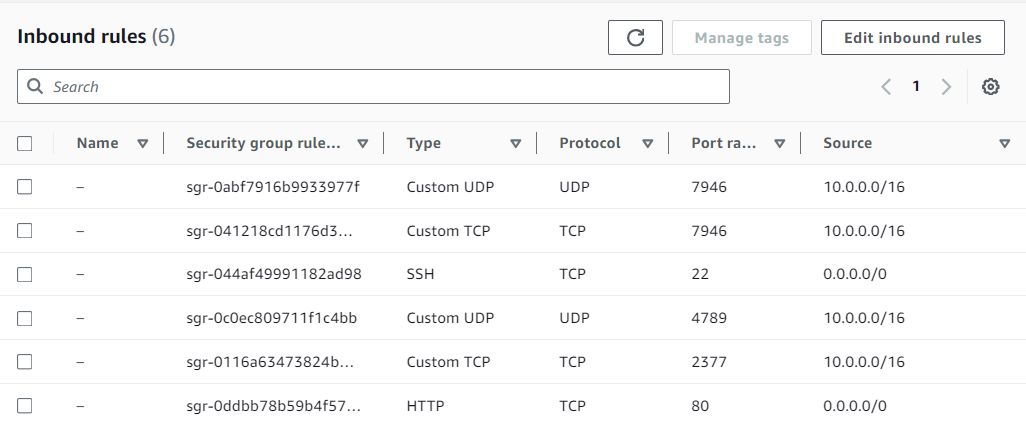 Inbound rules (6)
Manage tags
Edit inbound rules
Search
1
Name Security group rule... Type Protocol Port ra... Source
– sgr-0abf7916b9933977f Custom UDP UDP 7946 10.0.0.0/16
– sgr-041218cd1176d3... Custom TCP TCP 7946 10.0.0.0/16
– sgr-044af49991182ad98 SSH TCP 22 0.0.0.0/0
– sgr-0c0ec809711f1c4bb Custom UDP UDP 4789 10.0.0.0/16
– sgr-0116a63473824b... Custom TCP TCP 2377 10.0.0.0/16
– sgr-0ddbb78b59b4f57... HTTP TCP 80 0.0.0.0/0